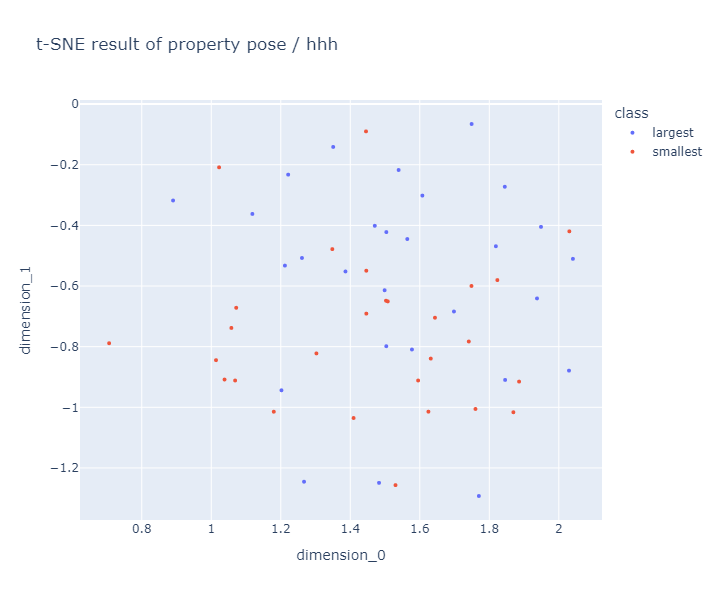 t-SNE result of property pose / hhh
class
largest
smallest
dimension_1
0
−0.2
−0.4
−0.6
−0.8
−1
−1.2
0.8
1
1.2
1.4
1.6
1.8
2
dimension_0